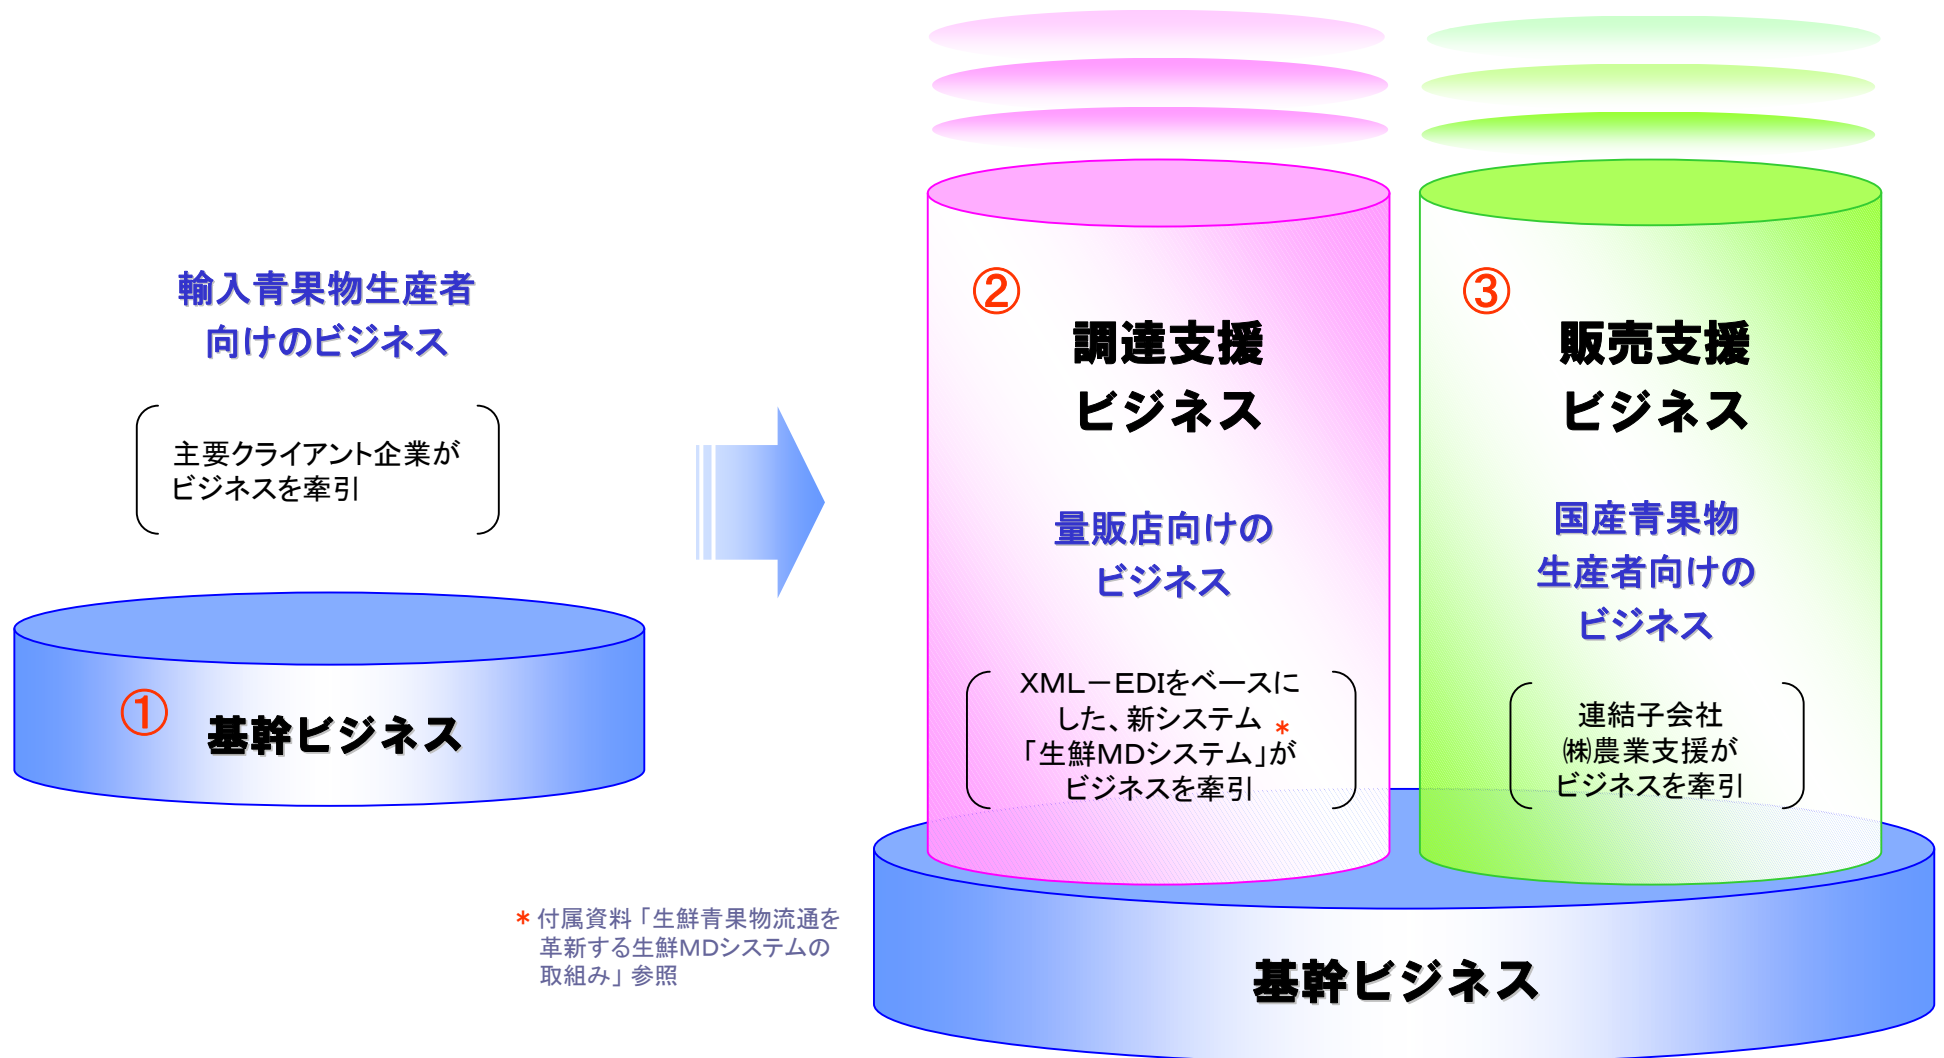 輸入青果物生産者
向けのビジネス
主要クライアント企業が
ビジネスを牽引
①
基幹ビジネス
②
調達支援
ビジネス
量販店向けの
ビジネス
XML－EDIをベースに
した、新システム
「生鮮MDシステム」が*
ビジネスを牽引
③
販売支援
ビジネス
国産青果物
生産者向けの
ビジネス
連結子会社
㈱農業支援が
ビジネスを牽引
基幹ビジネス
* 付属資料「生鮮青果物流通を
革新する生鮮MDシステムの
取組み」参照